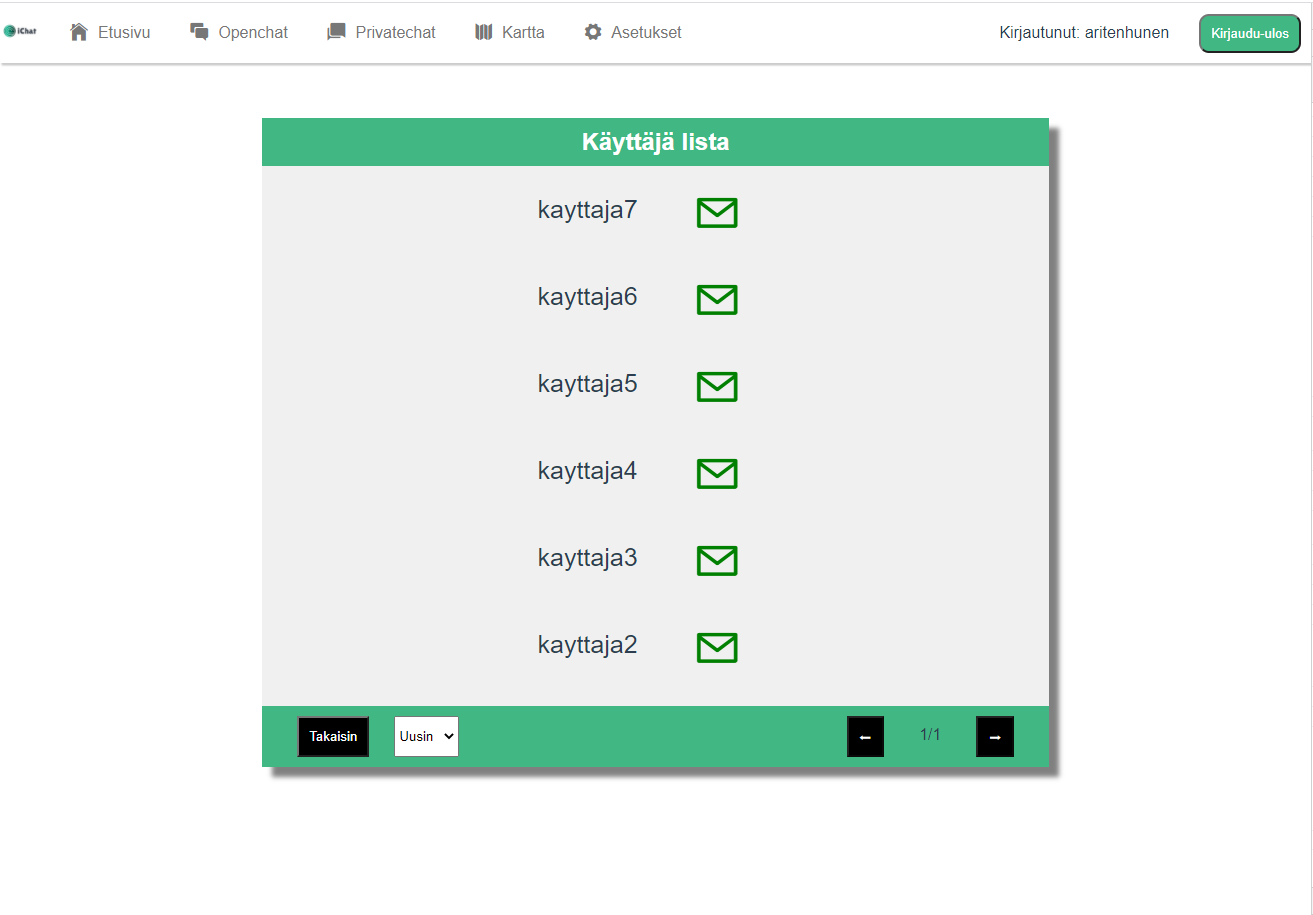 iChat Etusivu Openchat Privatechat Kartta Asetukset Kirjautunut: aritenhunen Kirjaudu-ulos
Käyttäjä lista
kayttaja7
kayttaja6
kayttaja5
kayttaja4
kayttaja3
kayttaja2
Takaisin Uusin ← 1/1 →